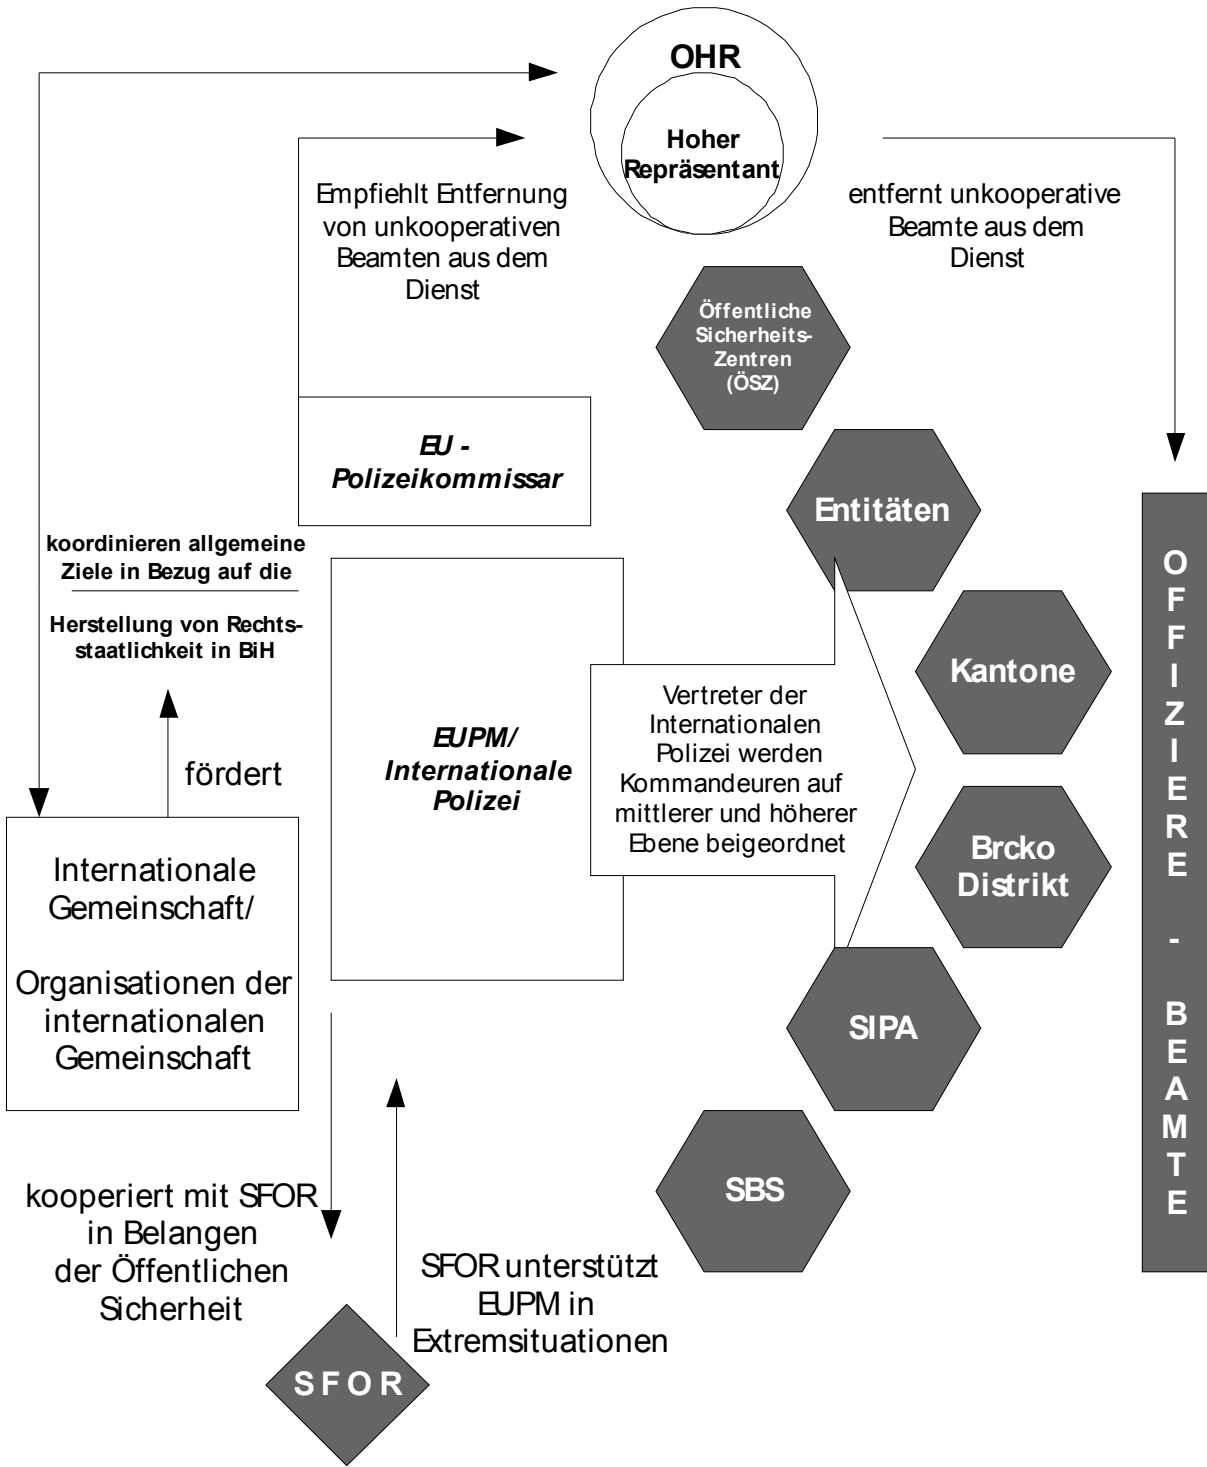 OHR
Hoher
Repräsentant
Empfiehlt Entfernung
von unkooperativen
Beamten aus dem
Dienst
entfernt unkooperative
Beamte aus dem
Dienst
Öffentliche
Sicherheits-
Zentren
(ÖSZ)
EU -
Polizeikommissar
Entitäten
koordinieren allgemeine
Ziele in Bezug auf die
Herstellung von Rechts-
staatlichkeit in BiH
Kantone
EUPM/
Internationale
Polizei
Vertreter der
Internationalen
Polizei werden
Kommandeuren auf
mittlerer und höherer
Ebene beigeordnet
fördert
Brcko
Distrikt
Internationale
Gemeinschaft/
Organisationen der
internationalen
Gemeinschaft
SIPA
SBS
O
F
F
I
Z
I
E
R
E
-
B
E
A
M
T
E
kooperiert mit SFOR
in Belangen
der Öffentlichen
Sicherheit
SFOR unterstützt
EUPM in
Extremsituationen
S F O R